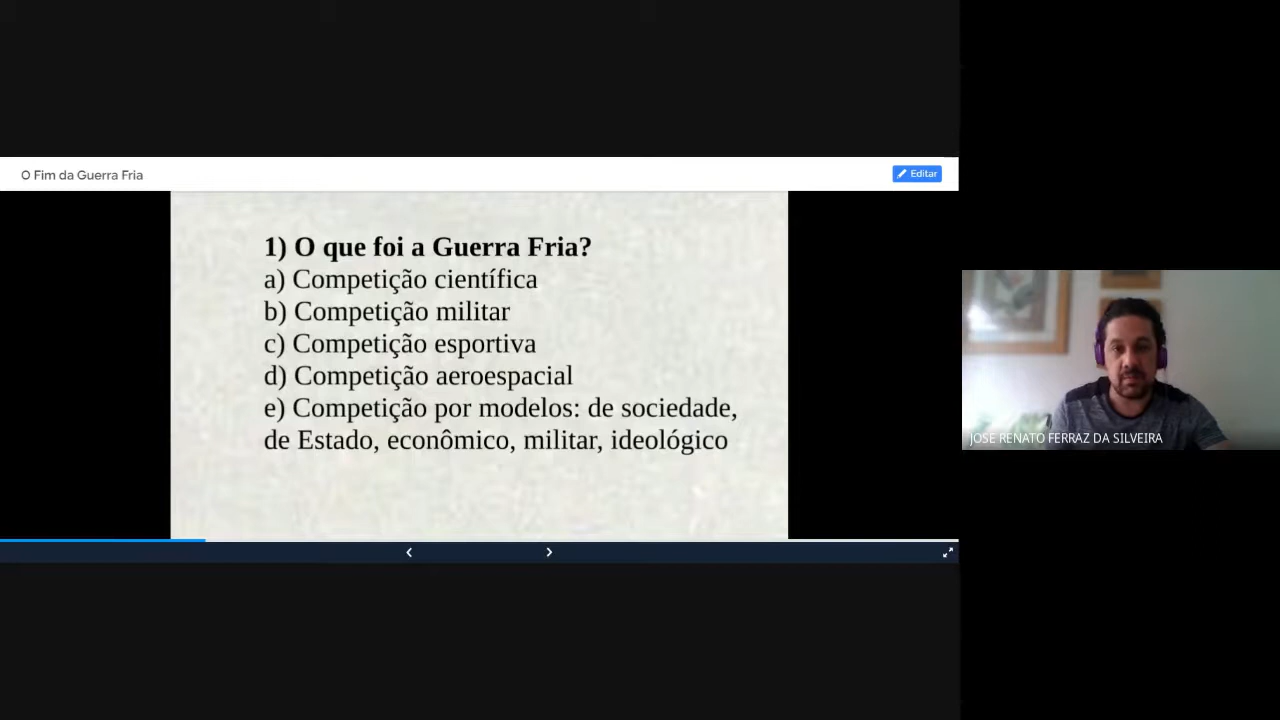 O Fim da Guerra Fria
Editar
1) O que foi a Guerra Fria?
a) Competição científica
b) Competição militar
c) Competição esportiva
d) Competição aeroespacial
e) Competição por modelos: de sociedade,
de Estado, econômico, militar, ideológico
JOSE RENATO FERRAZ DA SILVEIRA